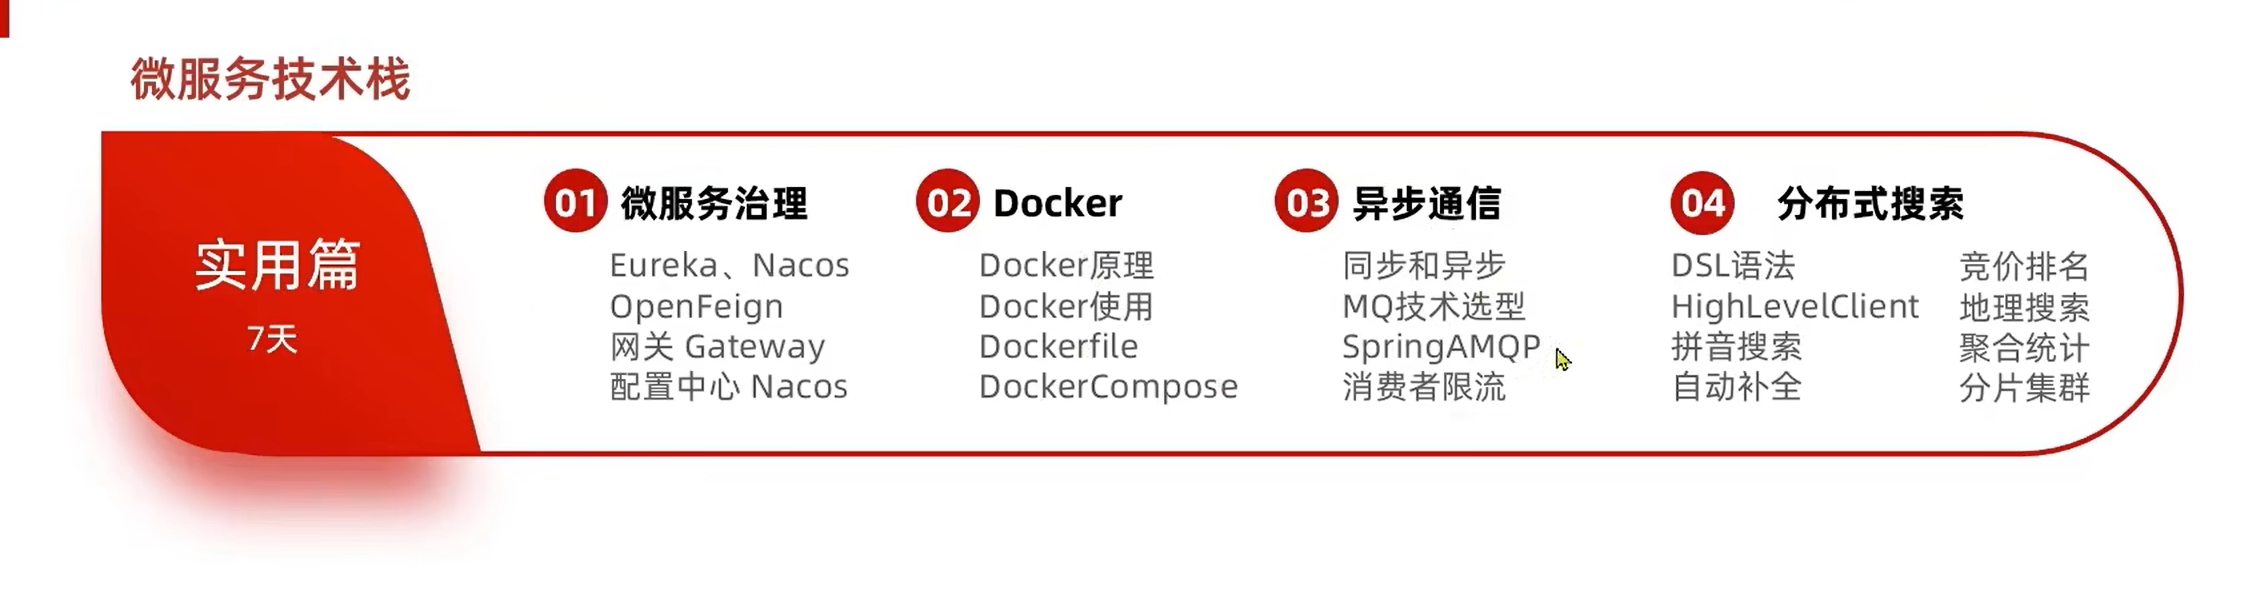 微服务技术栈
实用篇
7天
01 微服务治理
Eureka、Nacos
OpenFeign
网关 Gateway
配置中心 Nacos
02 Docker
Docker原理
Docker使用
Dockerfile
DockerCompose
03 异步通信
同步和异步
MQ技术选型
SpringAMQP
消费者限流
04 分布式搜索
DSL语法
HighLevelClient
拼音搜索
自动补全
竞价排名
地理搜索
聚合统计
分片集群